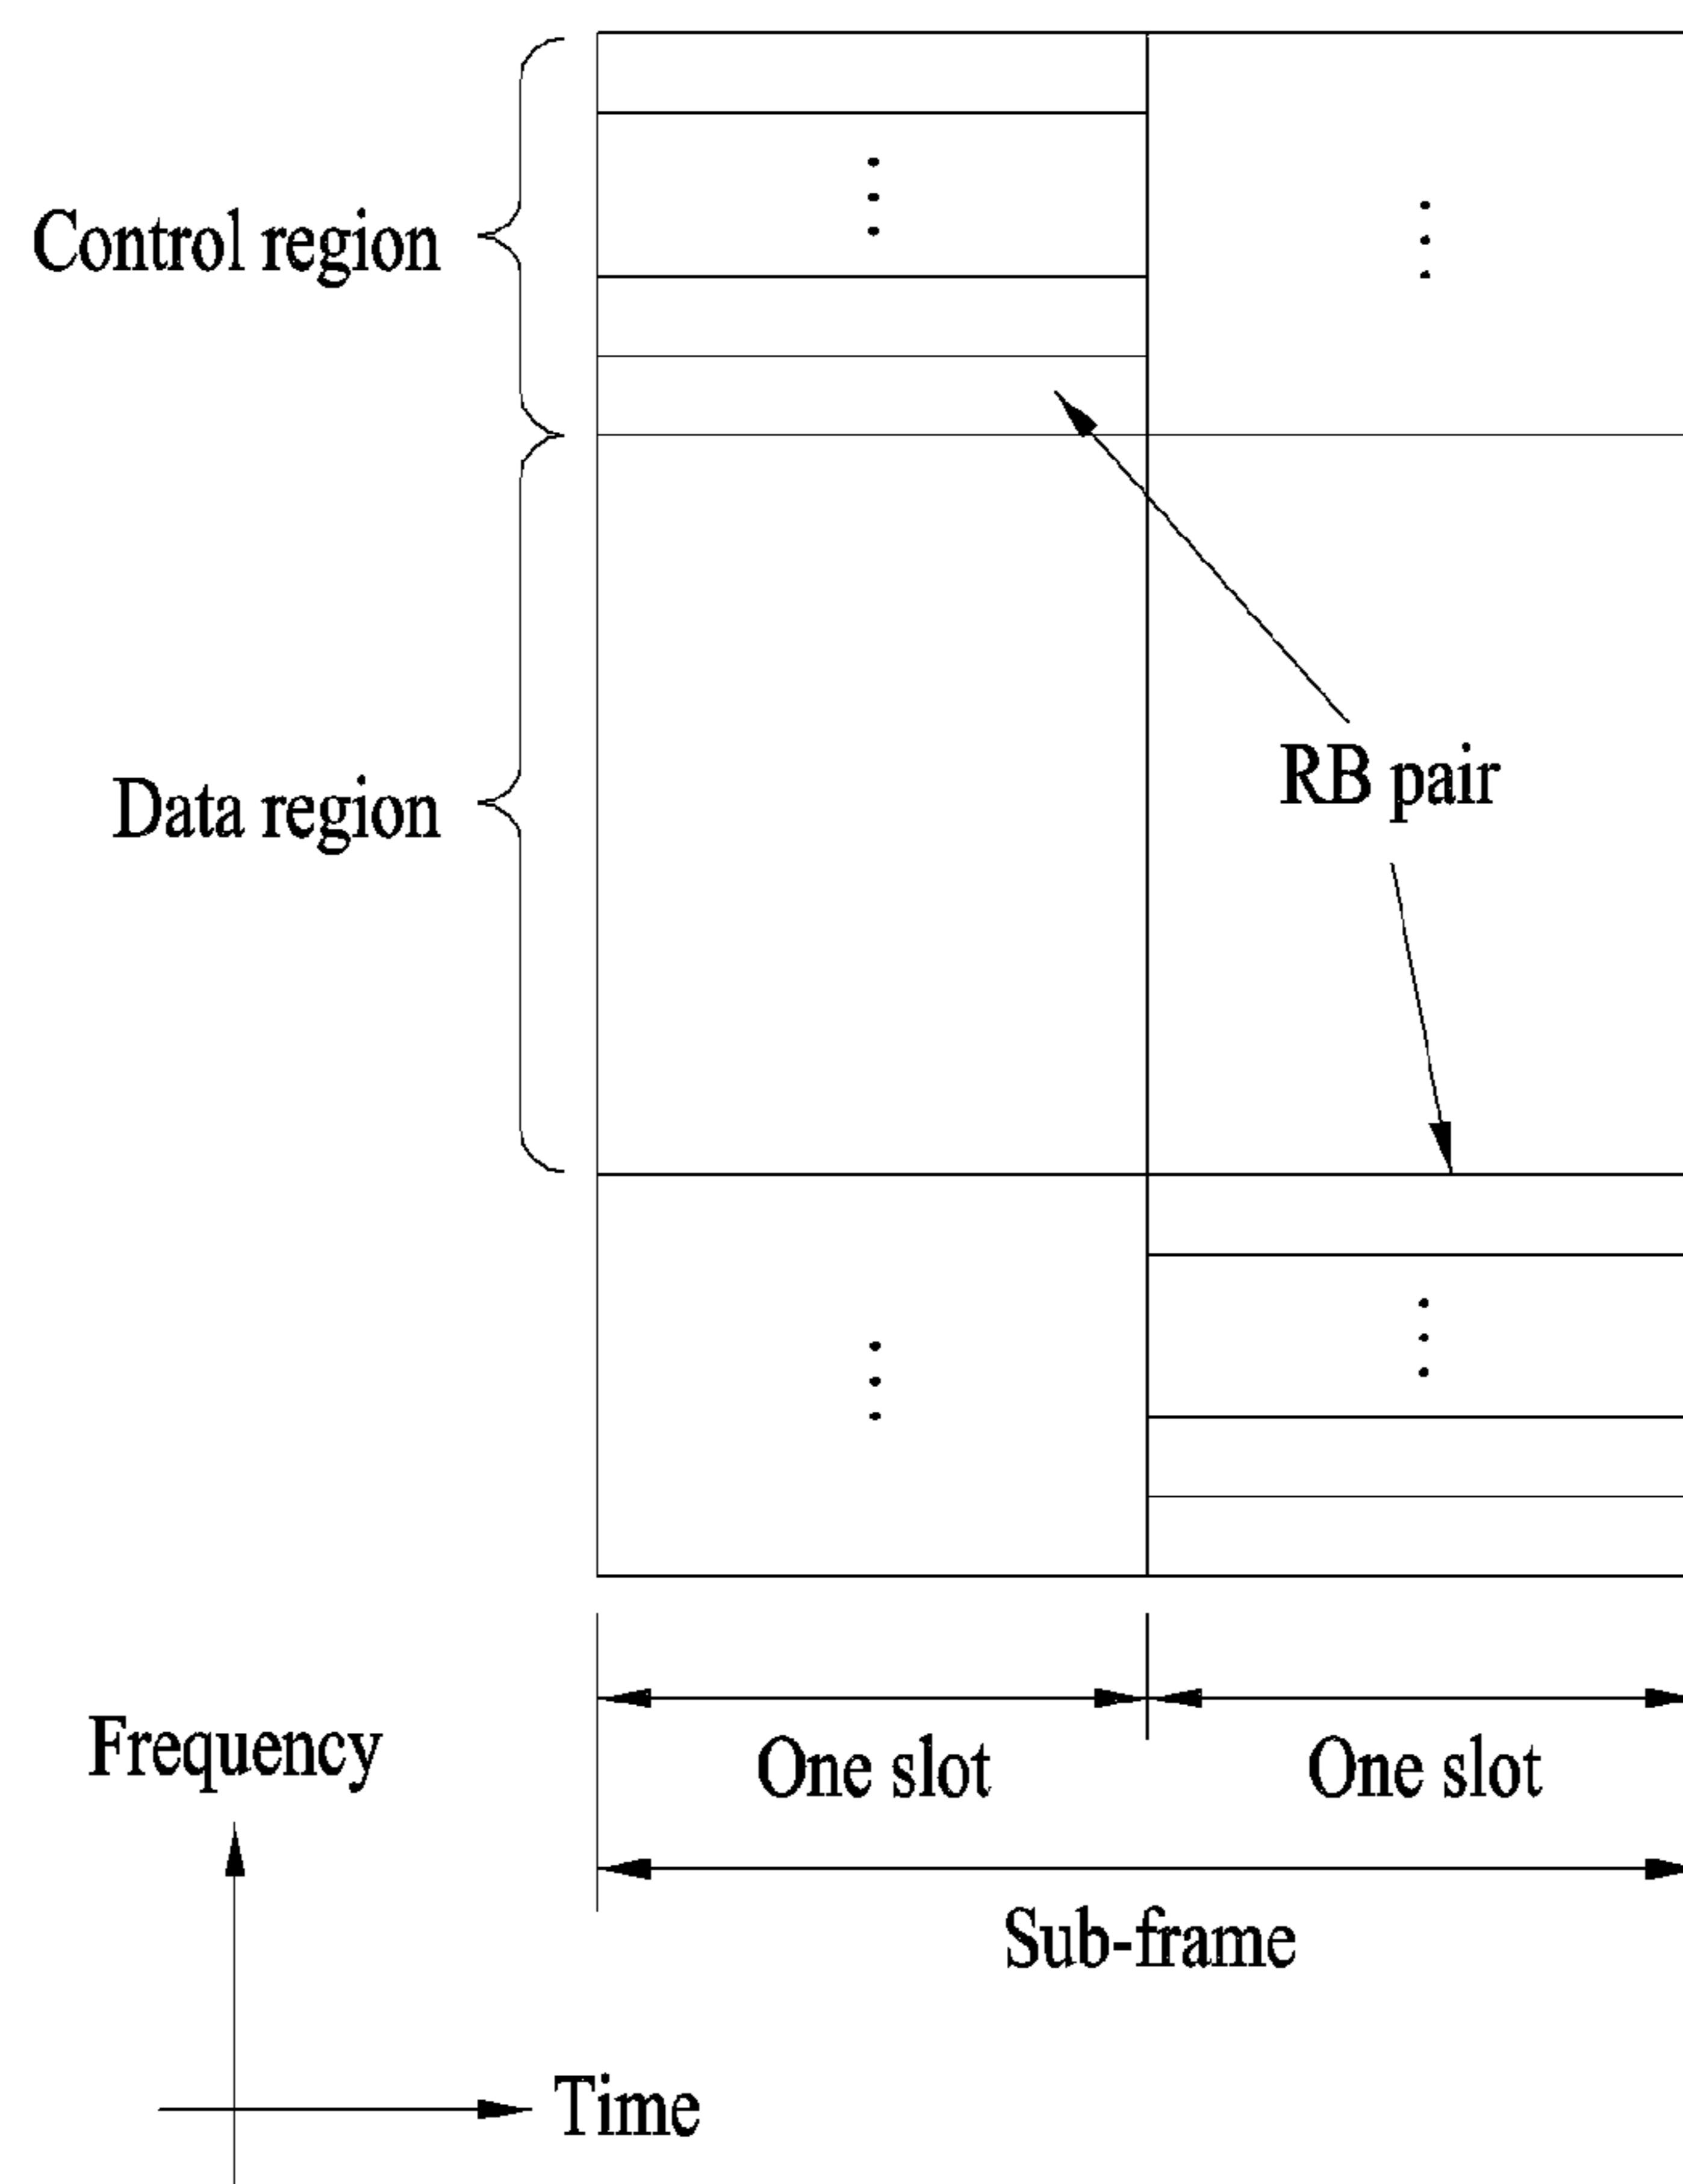 Control region
Data region
RB pair
One slot
One slot
Sub-frame
Frequency
Time